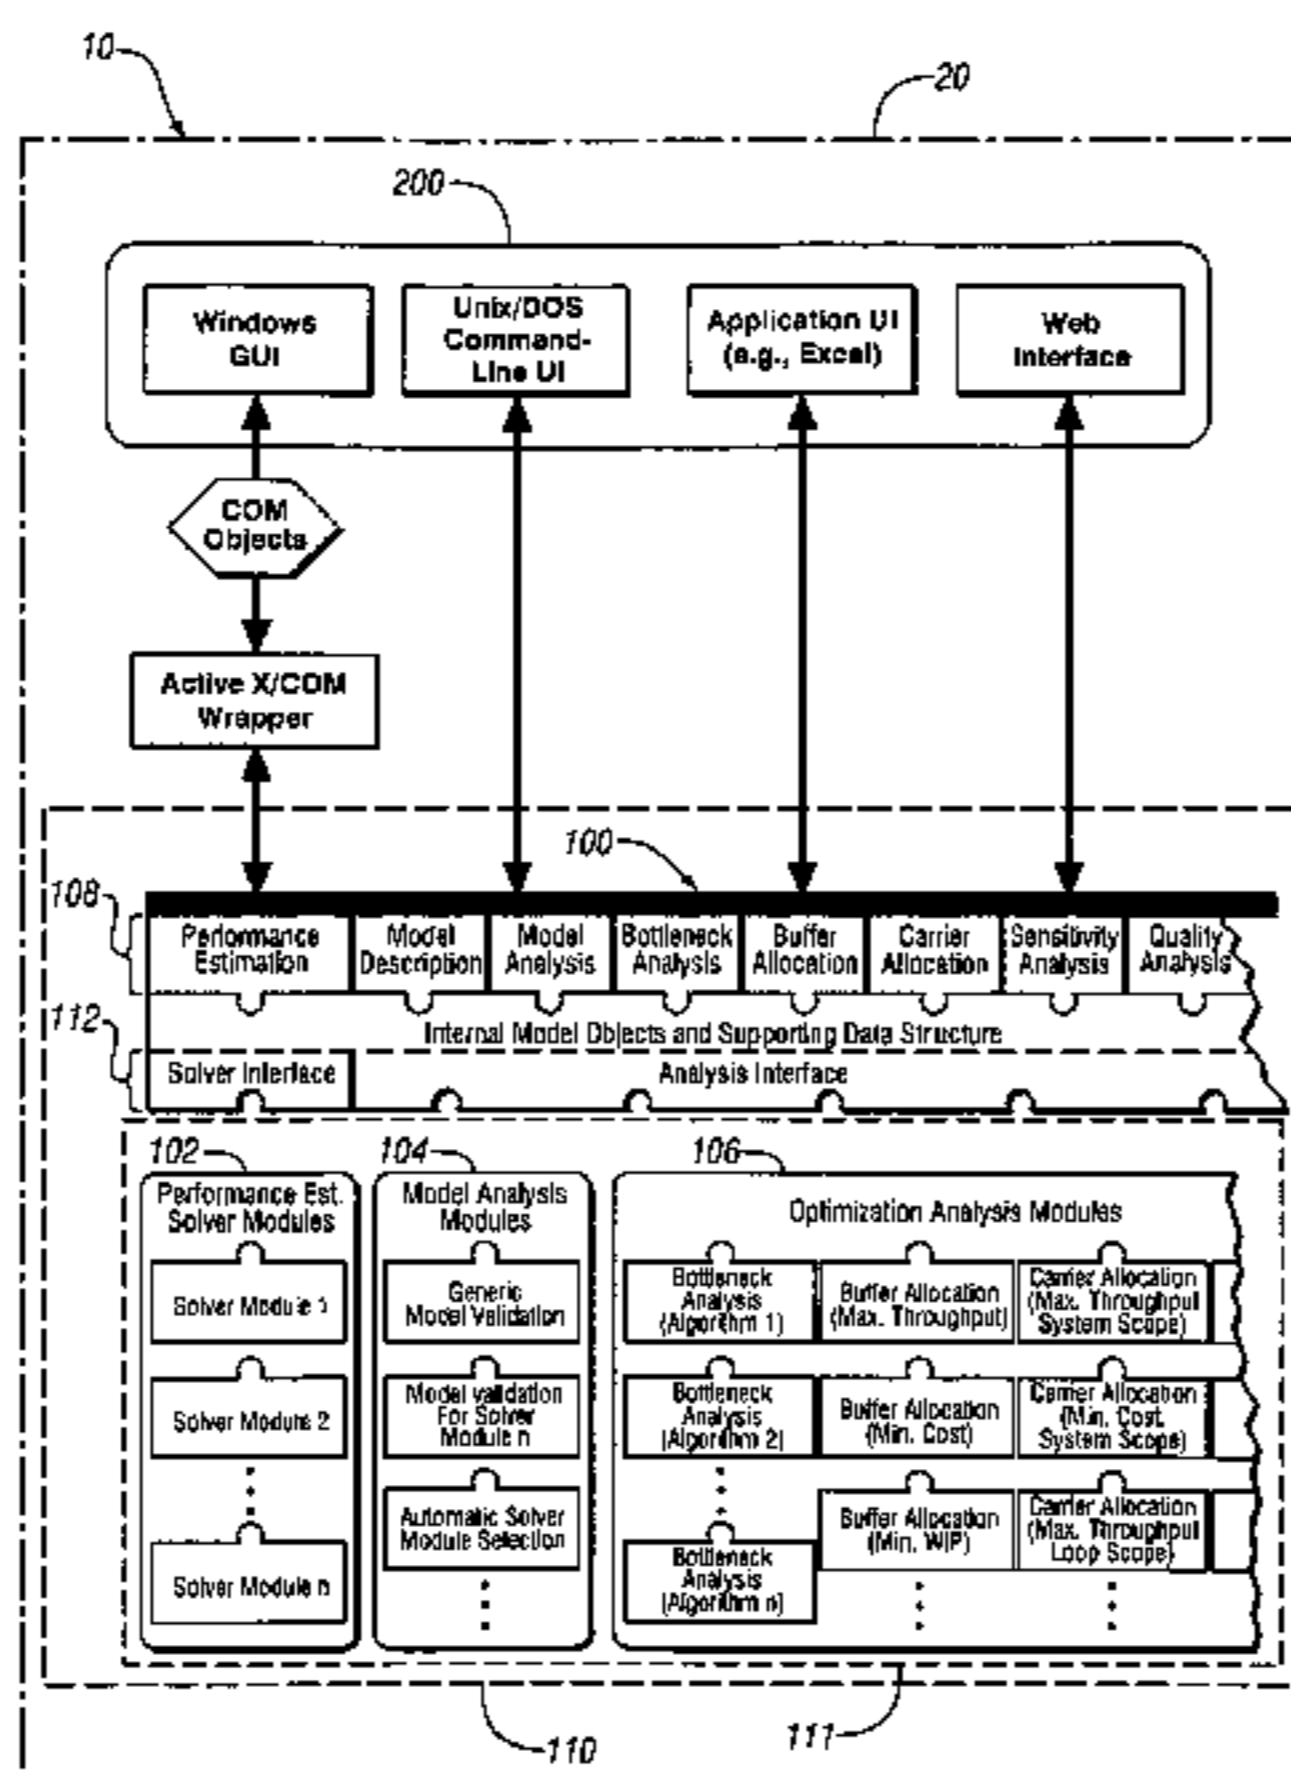 10
20
200
Windows
GUI
Unix/DOS
Command-
Line UI
Application UI
(e.g., Excel)
Web
Interface
COM
Objects
Active X/COM
Wrapper
100
108
Performance
Estimation
Model
Description
Model
Analysis
Bottleneck
Analysis
Buffer
Allocation
Carrier
Allocation
Sensitivity
Analysis
Quality
Analysis
112
Internal Model Objects and Supporting Data Structure
Solver Interface
Analysis Interface
102
104
106
Performance Est.
Solver Modules
Solver Module 1
Solver Module 2
Solver Module n
Model Analysis
Modules
Generic
Model Validation
Model validation
For Solver
Module n
Automatic Solver
Module Selection
Optimization Analysis Modules
Bottleneck
Analysis
(Algorithm 1)
Buffer Allocation
(Max. Throughput)
Carrier Allocation
(Max. Throughput
System Scope)
Bottleneck
Analysis
(Algorithm 2)
Buffer Allocation
(Min. Cost)
Carrier Allocation
(Min. Cost.
System Scope)
Bottleneck
Analysis
(Algorithm n)
Buffer Allocation
(Min. WIP)
Carrier Allocation
(Max. Throughput
Loop Scope)
110
111